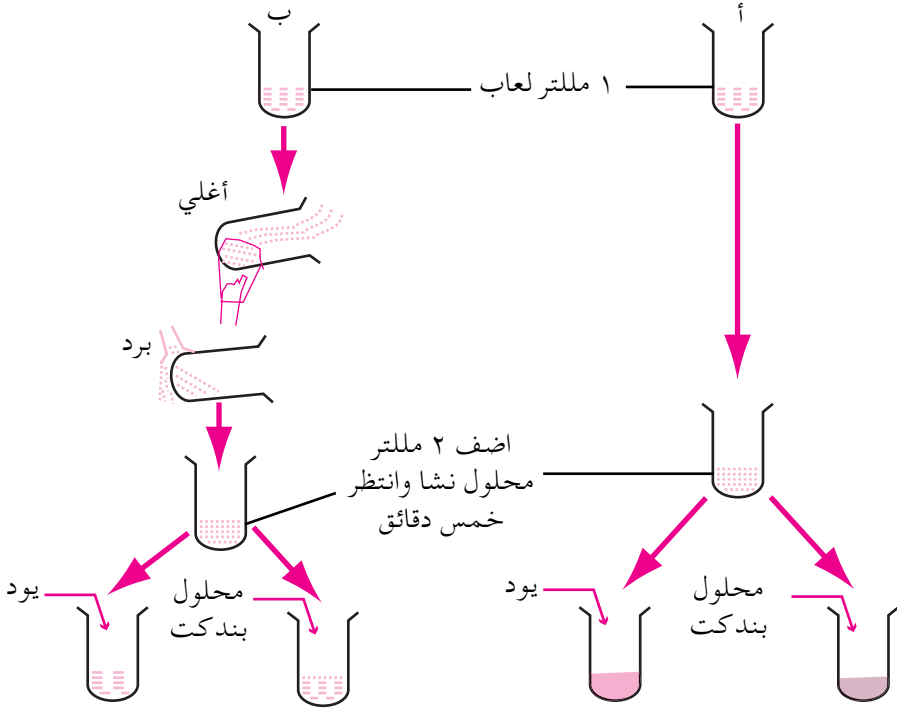 أ
ب
١ مللتر لعاب
أغلي
برد
اضف ٢ مللتر
محلول نشا وانتظر
خمس دقائق
محلول
بندكت
يود
محلول
بندكت
يود